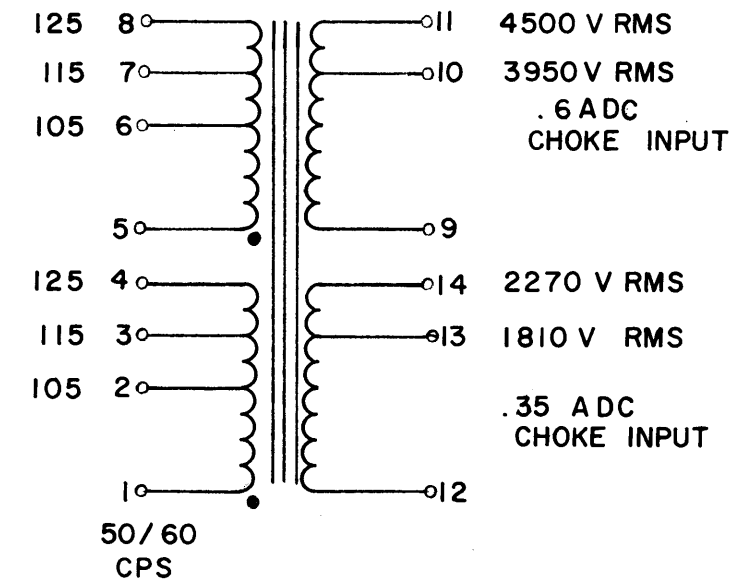 125 8 11 4500 V RMS
115 7 10 3950 V RMS
.6 ADC
105 6 CHOKE INPUT
5 9
125 4 14 2270 V RMS
115 3 13 1810 V RMS
105 2
.35 ADC
CHOKE INPUT
1 12
50/60
CPS